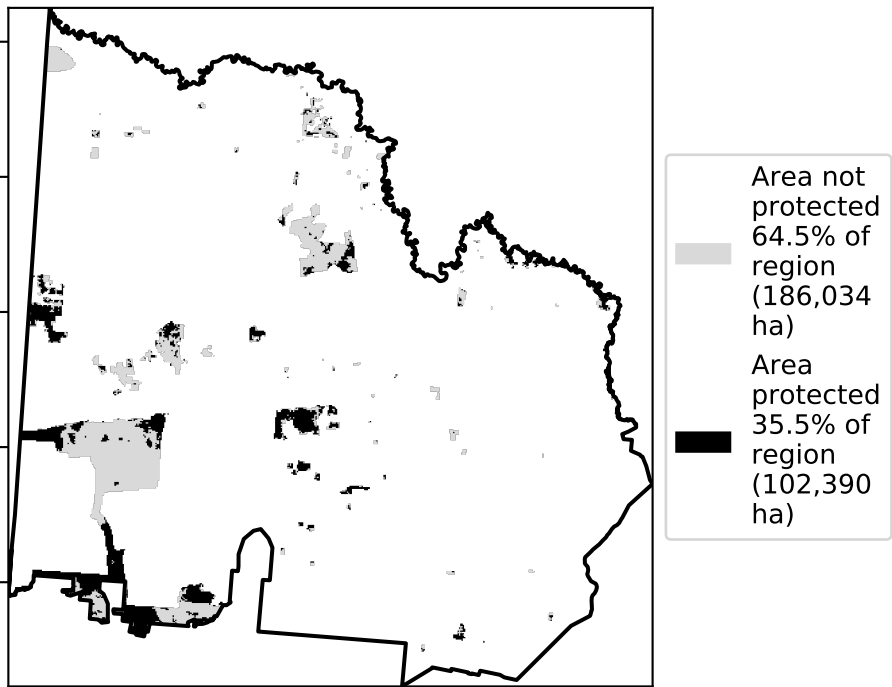 Area not
protected
64.5% of
region
(186,034
ha)
Area
protected
35.5% of
region
(102,390
ha)